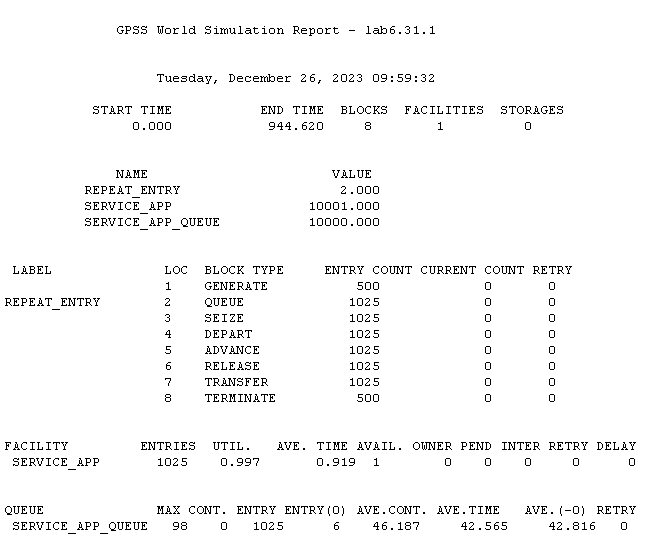 GPSS World Simulation Report - lab6.31.1
Tuesday, December 26, 2023 09:59:32
START TIME END TIME BLOCKS FACILITIES STORAGES
0.000 944.620 8 1 0
NAME VALUE
REPEAT_ENTRY 2.000
SERVICE_APP 10001.000
SERVICE_APP_QUEUE 10000.000
LABEL LOC BLOCK TYPE ENTRY COUNT CURRENT COUNT RETRY
1 GENERATE 500 0 0
REPEAT_ENTRY 2 QUEUE 1025 0 0
3 SEIZE 1025 0 0
4 DEPART 1025 0 0
5 ADVANCE 1025 0 0
6 RELEASE 1025 0 0
7 TRANSFER 1025 0 0
8 TERMINATE 500 0 0
FACILITY ENTRIES UTIL. AVE. TIME AVAIL. OWNER PEND INTER RETRY DELAY
SERVICE_APP 1025 0.997 0.919 1 0 0 0 0 0
QUEUE MAX CONT. ENTRY ENTRY(0) AVE.CONT. AVE.TIME AVE.(-0) RETRY
SERVICE_APP_QUEUE 98 0 1025 6 46.187 42.565 42.816 0